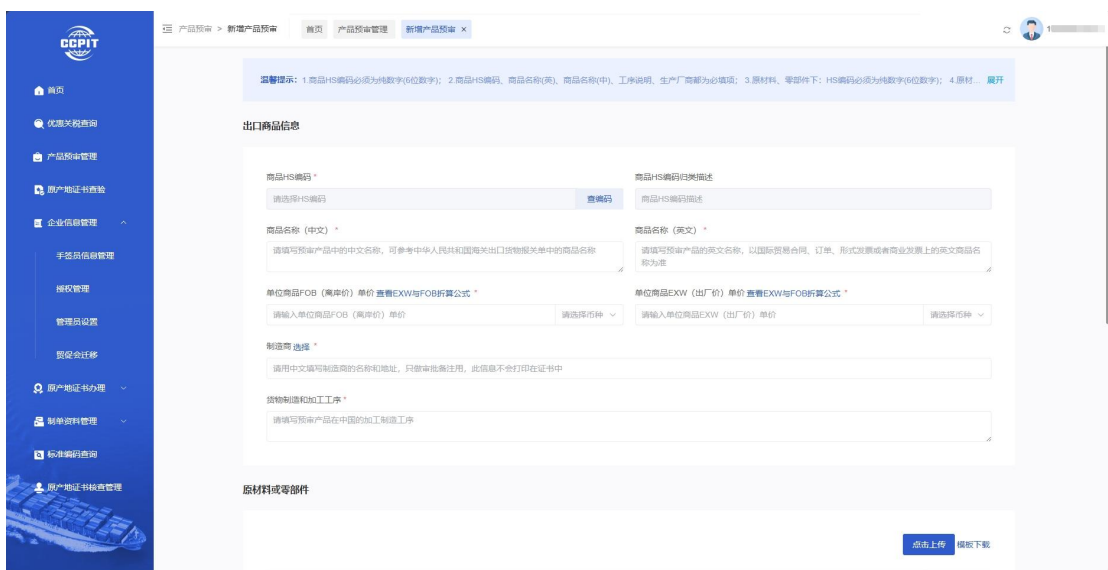 CCPIT
产品预审 > 新增产品预审 首页 产品预审管理 新增产品预审 ×
首页
优惠关税查询
产品预审管理
原产地证书查验
企业信息管理
手签员信息管理
授权管理
管理员设置
贸促会迁移
原产地证书办理
制单资料管理
标准编码查询
原产地证书核查管理
温馨提示: 1.商品HS编码必须为纯数字(6位数字); 2.商品HS编码、商品名称(英)、商品名称(中)、工序说明、生产厂商都为必填项; 3.原材料、零部件下: HS编码必须为纯数字(6位数字); 4.原材... 展开
出口商品信息
商品HS编码 * 商品HS编码归类描述
请选择HS编码 查编码 商品HS编码描述
商品名称（中文） * 商品名称（英文） *
请填写预审产品中的中文名称，可参考中华人民共和国海关出口货物报关单中的商品名称
请填写预审产品的英文名称，以国际贸易合同、订单、形式发票或者商业发票上的英文商品名
称为准
单位商品FOB（离岸价）单价 查看EXW与FOB折算公式 * 单位商品EXW（出厂价）单价 查看EXW与FOB折算公式 *
请输入单位商品FOB（离岸价）单价 请选择币种 请输入单位商品EXW（出厂价）单价 请选择币种
制造商 选择 *
请用中文填写制造商的名称和地址，只做审批备注用，此信息不会打印在证书中
货物制造和加工工序 *
请填写预审产品在中国的加工制造工序
原材料或零部件
点击上传 模板下载